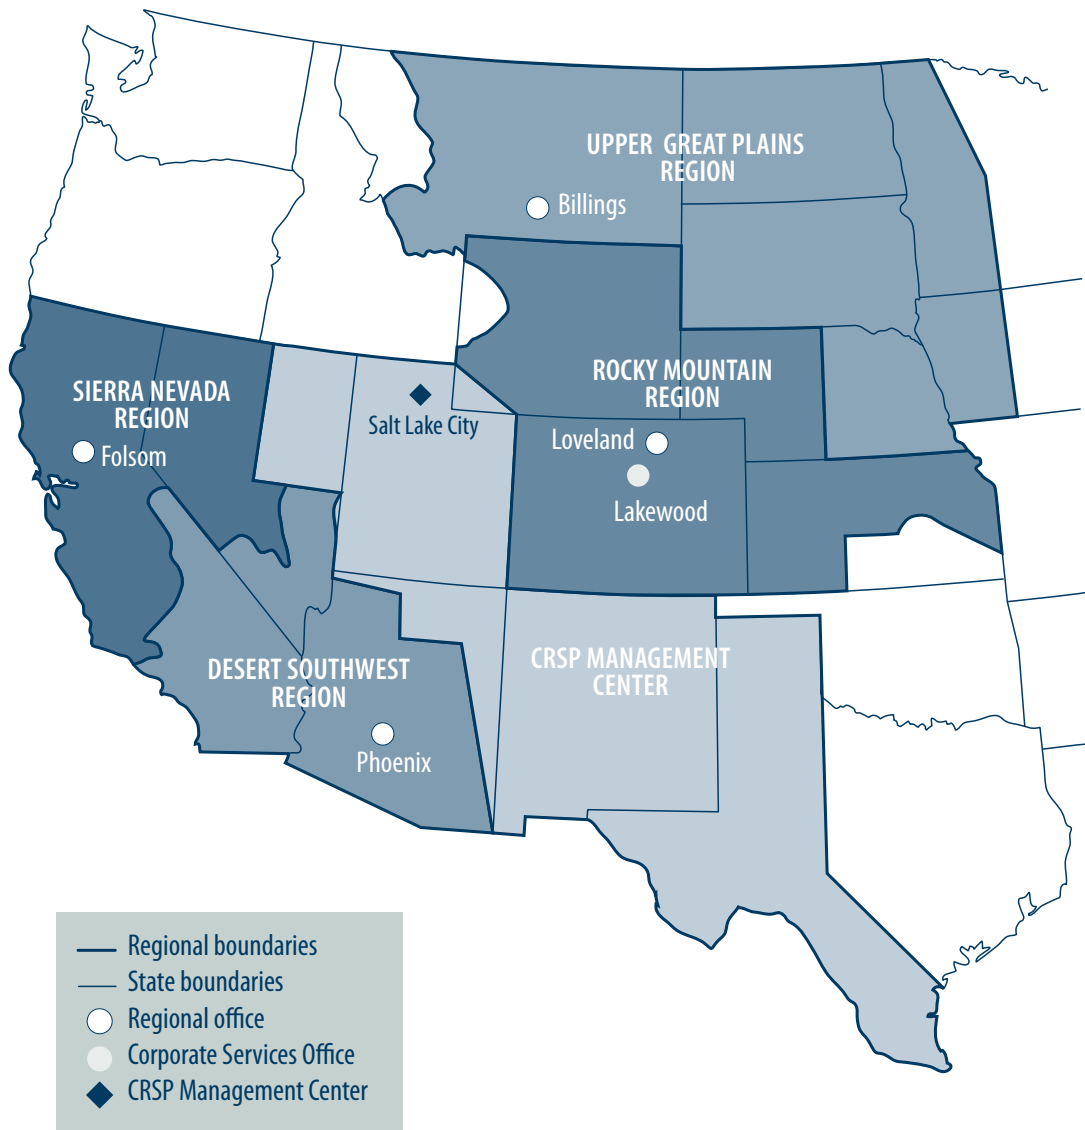 UPPER GREAT PLAINS
REGION
Billings
ROCKY MOUNTAIN
REGION
SIERRA NEVADA
REGION
Salt Lake City
Folsom
Loveland
Lakewood
DESERT SOUTHWEST
REGION
CRSP MANAGEMENT
CENTER
Phoenix
Regional boundaries
State boundaries
Regional office
Corporate Services Office
CRSP Management Center